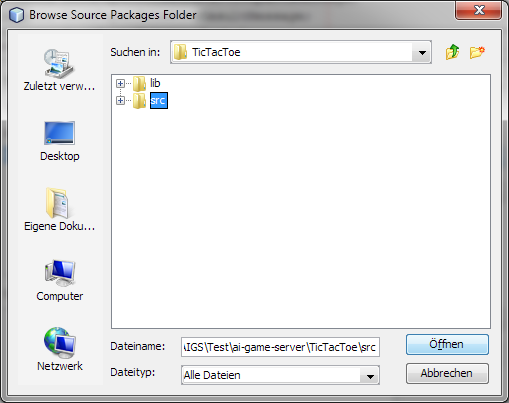 Browse Source Packages Folder
Suchen in: TicTacToe
Zuletzt verw...
Desktop
Eigene Doku...
Computer
Netzwerk
lib
src
Dateiname: \IGS\Test\ai-game-server\TicTacToe\src
Öffnen
Dateityp: Alle Dateien
Abbrechen